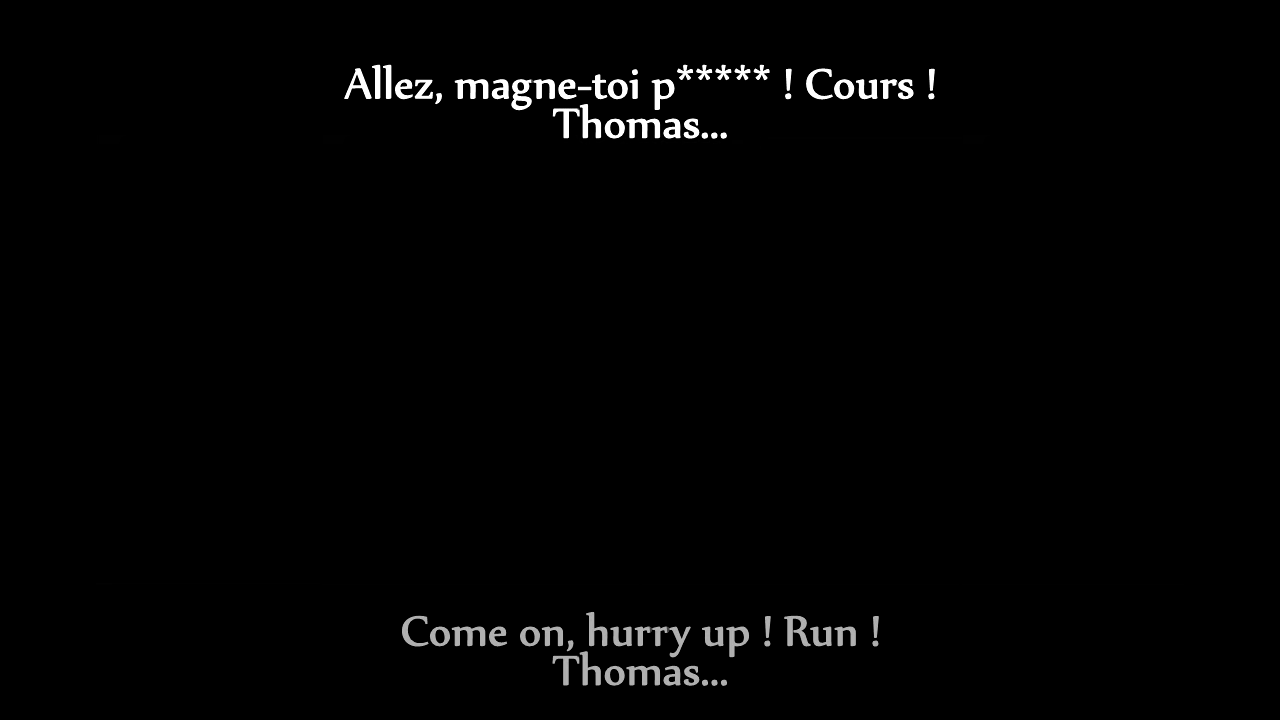 Allez, magne-toi p***** ! Cours !
Thomas...
Come on, hurry up ! Run !
Thomas...